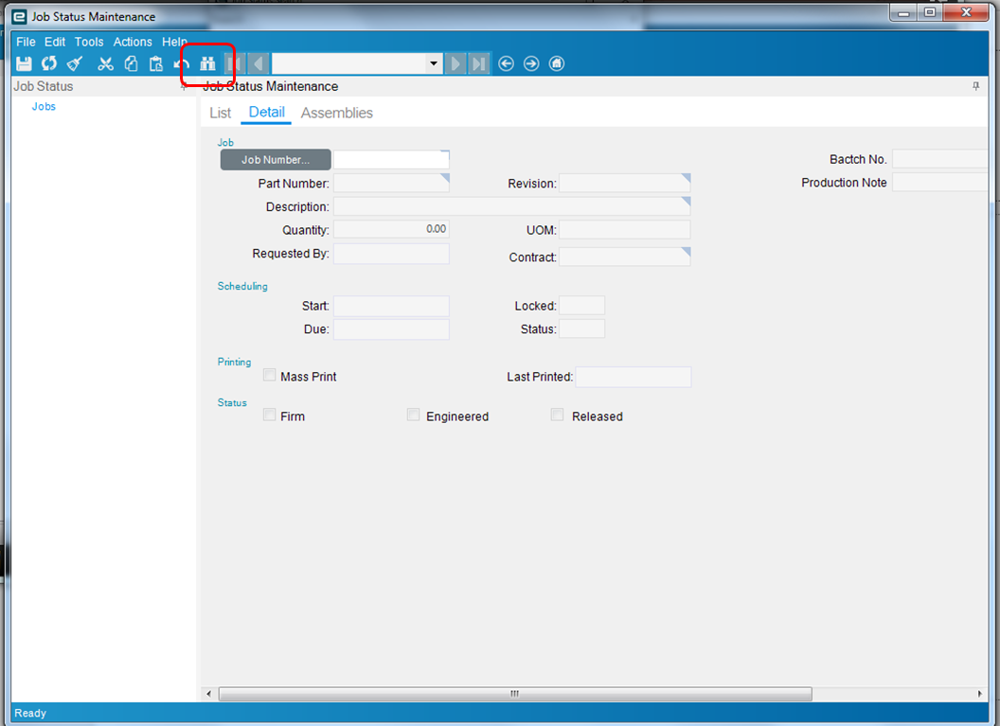 Job Status Maintenance
File Edit Tools Actions Help
Job Status
Jobs
Job Status Maintenance
List Detail Assemblies
Job
Job Number...
Bactch No.
Part Number: Revision: Production Note
Description:
Quantity: 0.00 UOM:
Requested By: Contract:
Scheduling
Start: Locked:
Due: Status:
Printing
Mass Print Last Printed:
Status
Firm Engineered Released
Ready